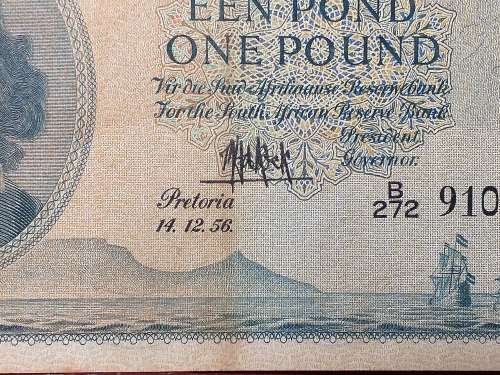 EEN POND
ONE POUND
Vir die Suid-Afrikaanse Reserwebank
For the South African Reserve Bank
President
Governor.
Pretoria
14.12.56.
B
272 910